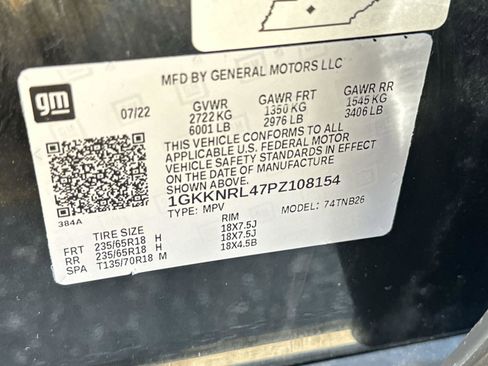 MFD BY GENERAL MOTORS LLC
gm
07/22
GVWR
2722 KG
6001 LB
GAWR FRT
1350 KG
2976 LB
GAWR RR
1545 KG
3406 LB
THIS VEHICLE CONFORMS TO ALL
APPLICABLE U.S. FEDERAL MOTOR
VEHICLE SAFETY STANDARDS IN EFFECT
ON THE DATE OF MANUFACTURE
SHOWN ABOVE.
1GKKNRL47PZ108154
TYPE: MPV
MODEL: 74TNB26
384A
TIRE SIZE
RIM
FRT 235/65R18 H 18X7.5J
RR 235/65R18 H 18X7.5J
SPA T135/70R18 M 18X4.5B